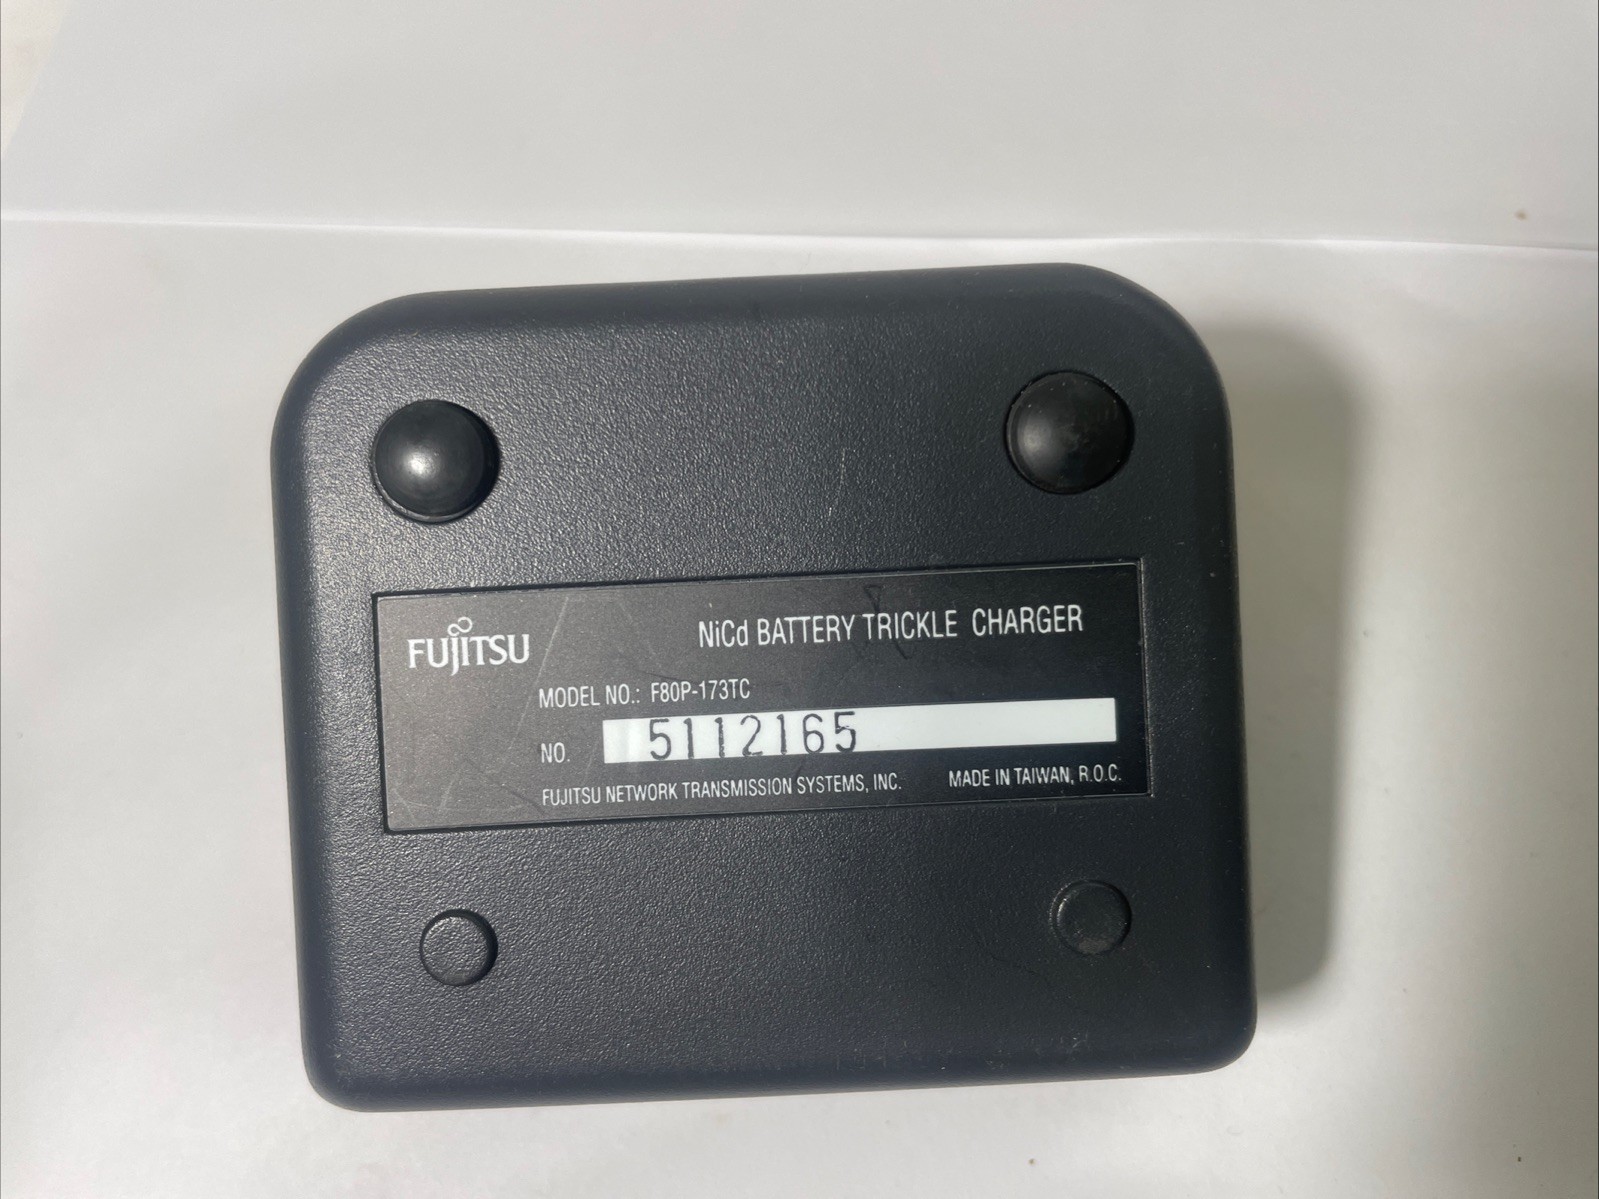 FUJITSU
NiCd BATTERY TRICKLE CHARGER
MODEL NO.: F80P-173TC
NO. 5112165
FUJITSU NETWORK TRANSMISSION SYSTEMS, INC. MADE IN TAIWAN, R.O.C.